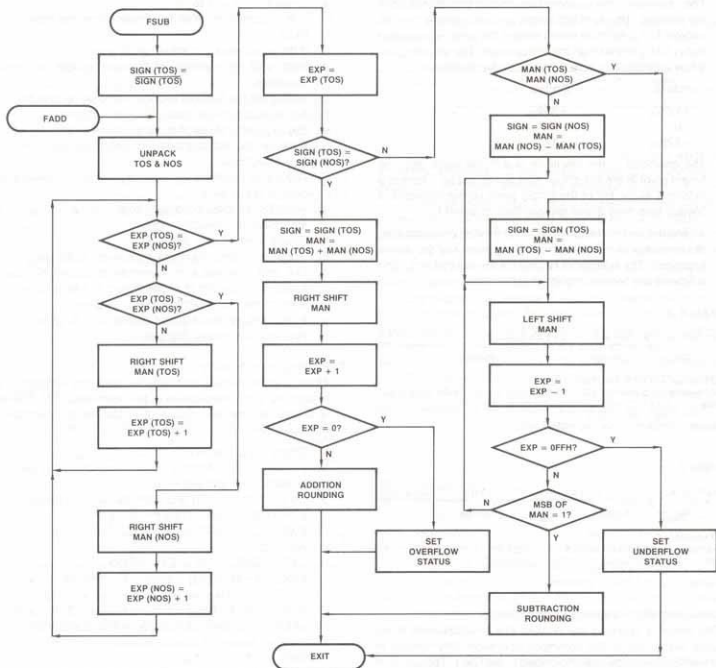 FSUB
SIGN (TOS) =
SIGN (TOS)
FADD
UNPACK
TOS & NOS
EXP (TOS) =
EXP (NOS)?
Y
N
EXP (TOS)
EXP (NOS)?
Y
N
RIGHT SHIFT
MAN (TOS)
EXP (TOS) =
EXP (TOS) + 1
RIGHT SHIFT
MAN (NOS)
EXP (NOS) =
EXP (NOS) + 1
EXP =
EXP (TOS)
SIGN (TOS) =
SIGN (NOS)?
N
Y
SIGN = SIGN (TOS)
MAN =
MAN (TOS) + MAN (NOS)
RIGHT SHIFT
MAN
EXP =
EXP + 1
EXP = 0?
Y
N
ADDITION
ROUNDING
SET
OVERFLOW
STATUS
EXIT
MAN (TOS)
MAN (NOS)
Y
N
SIGN = SIGN (NOS)
MAN =
MAN (NOS) − MAN (TOS)
SIGN = SIGN (TOS)
MAN =
MAN (TOS) − MAN (NOS)
LEFT SHIFT
MAN
EXP =
EXP − 1
EXP = 0FFH?
Y
N
N
MSB OF
MAN = 1?
Y
SET
UNDERFLOW
STATUS
SUBTRACTION
ROUNDING